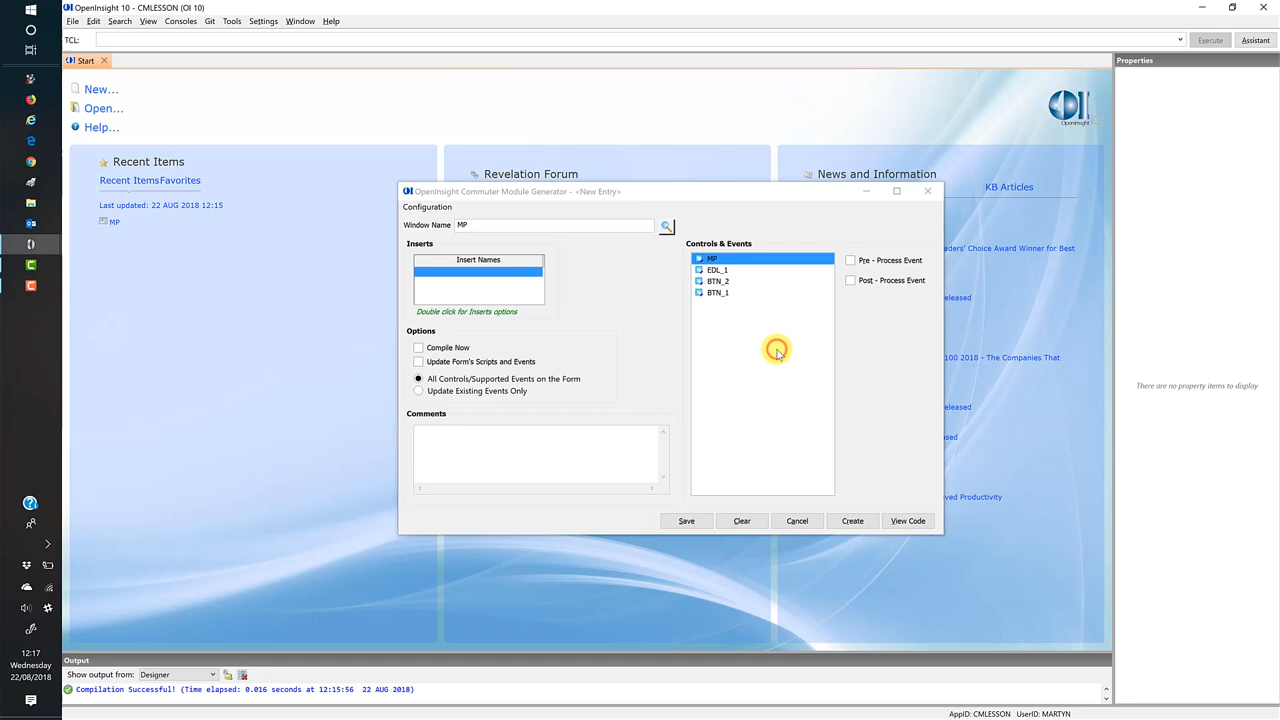 OpenInsight 10 - CMLESSON (OI 10)
File Edit Search View Consoles Git Tools Settings Window Help
TCL:
Execute
Assistant
Start
Properties
New...
Open...
Help...
OpenInsight
Recent Items
Recent Items Favorites
Last updated: 22 AUG 2018 12:15
MP
Revelation Forum
News and Information
KB Articles
ders' Choice Award Winner for Best
eleased
100 2018 - The Companies That
eleased
ed
ved Productivity
OpenInsight Commuter Module Generator - <New Entry>
Configuration
Window Name MP
Inserts
Insert Names
Double click for Inserts options
Options
Compile Now
Update Form's Scripts and Events
All Controls/Supported Events on the Form
Update Existing Events Only
Comments
Controls & Events
MP
EDL_1
BTN_2
BTN_1
Pre - Process Event
Post - Process Event
Save
Clear
Cancel
Create
View Code
There are no property items to display
Output
Show output from: Designer
Compilation Successful! (Time elapsed: 0.016 seconds at 12:15:56 22 AUG 2018)
12:17
Wednesday
22/08/2018
AppID: CMLESSON UserID: MARTYN